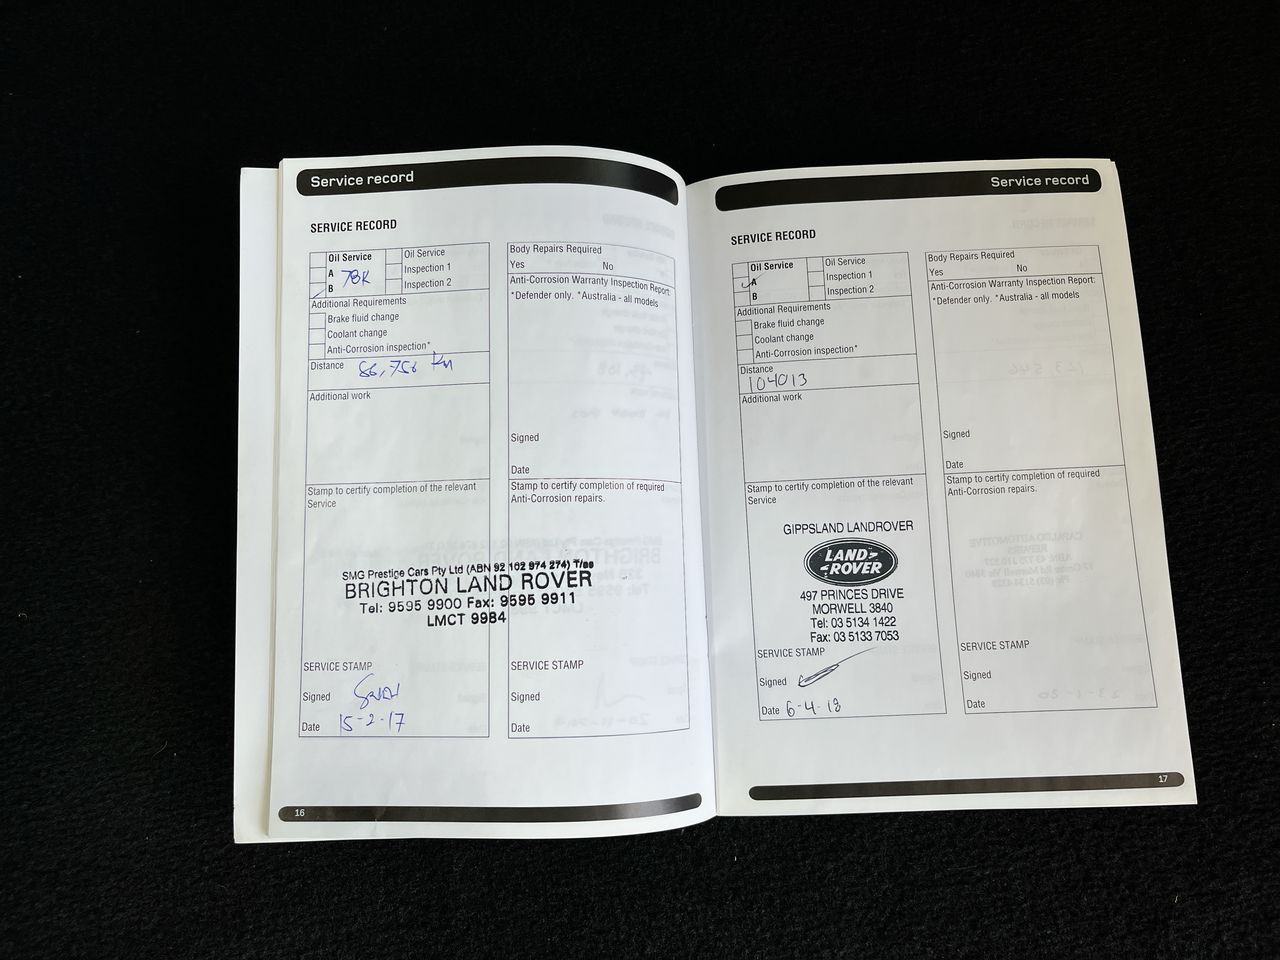 Service record
SERVICE RECORD
Oil Service
A 78K
B
Oil Service
Inspection 1
Inspection 2
Additional Requirements
Brake fluid change
Coolant change
Anti-Corrosion inspection*
Distance 86,756 km
Additional work
Stamp to certify completion of the relevant
Service
SMG Prestige Cars Pty Ltd (ABN 92 102 974 274) T/as
BRIGHTON LAND ROVER
Tel: 9595 9900 Fax: 9595 9911
LMCT 9984
SERVICE STAMP
Signed
Date 15-2-17
Body Repairs Required
Yes No
Anti-Corrosion Warranty Inspection Report:
*Defender only. *Australia - all models
Signed
Date
Stamp to certify completion of required
Anti-Corrosion repairs.
SERVICE STAMP
Signed
Date
16
Service record
SERVICE RECORD
Oil Service
A
B
Oil Service
Inspection 1
Inspection 2
Additional Requirements
Brake fluid change
Coolant change
Anti-Corrosion inspection*
Distance
104013
Additional work
Stamp to certify completion of the relevant
Service
GIPPSLAND LANDROVER
LAND
ROVER
497 PRINCES DRIVE
MORWELL 3840
Tel: 03 5134 1422
Fax: 03 5133 7053
SERVICE STAMP
Signed
Date 6-4-18
Body Repairs Required
Yes No
Anti-Corrosion Warranty Inspection Report:
*Defender only. *Australia - all models
Signed
Date
Stamp to certify completion of required
Anti-Corrosion repairs.
SERVICE STAMP
Signed
Date
17